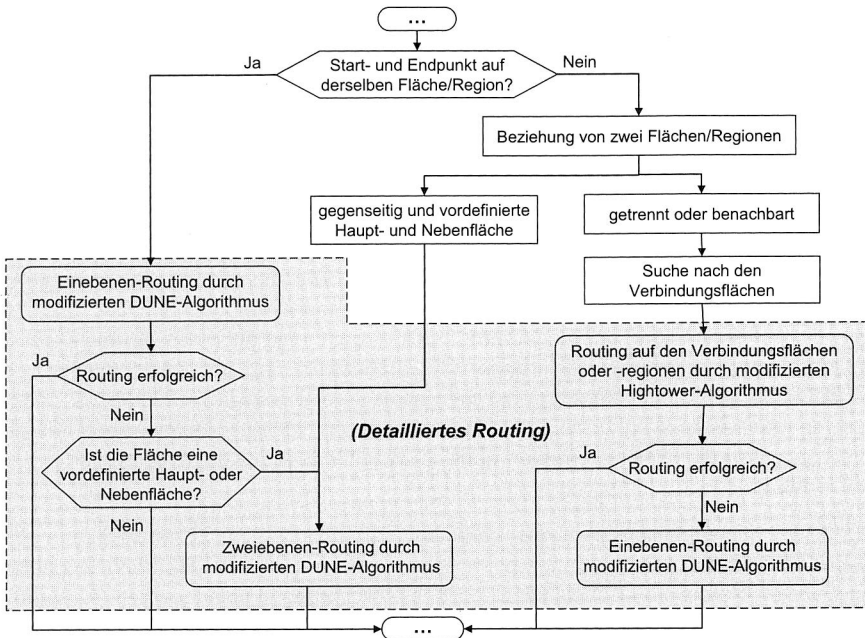 ...
Start- und Endpunkt auf
derselben Fläche/Region?
Ja
Nein
Beziehung von zwei Flächen/Regionen
gegenseitig und vordefinierte
Haupt- und Nebenfläche
getrennt oder benachbart
Suche nach den
Verbindungsflächen
Einebenen-Routing durch
modifizierten DUNE-Algorithmus
Ja
Routing erfolgreich?
Nein
Ist die Fläche eine
vordefinierte Haupt- oder
Nebenfläche?
Ja
Nein
(Detailliertes Routing)
Zweiebenen-Routing durch
modifizierten DUNE-Algorithmus
Routing auf den Verbindungsflächen
oder -regionen durch modifizierten
Hightower-Algorithmus
Ja
Routing erfolgreich?
Nein
Einebenen-Routing durch
modifizierten DUNE-Algorithmus
...